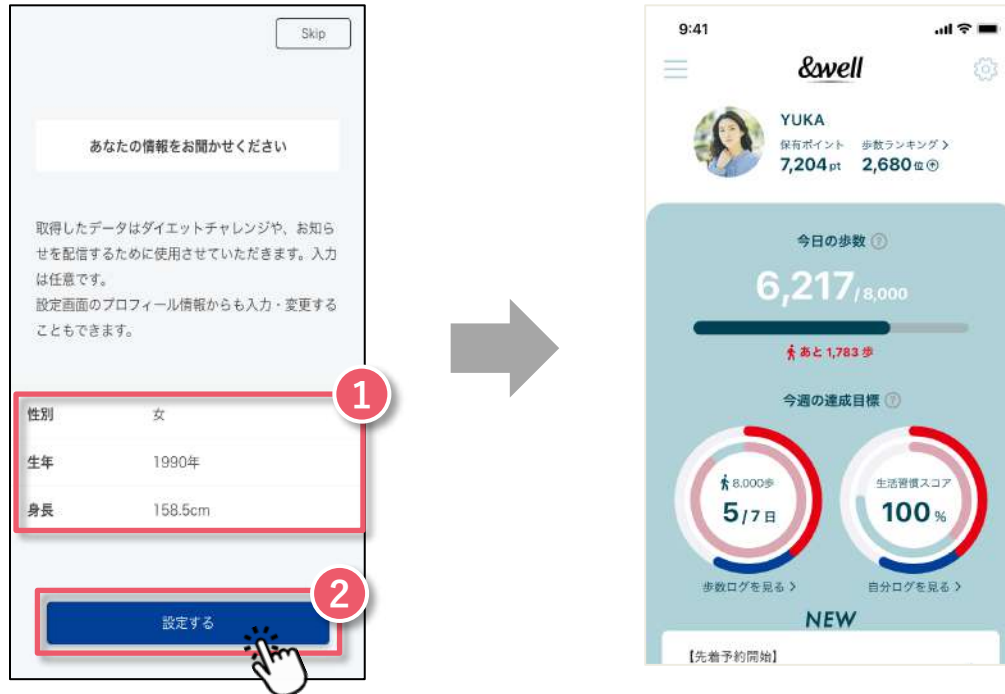 Skip
あなたの情報をお聞かせください
取得したデータはダイエットチャレンジや、お知ら
せを配信するために使用させていただきます。入力
は任意です。
設定画面のプロフィール情報からも入力・変更する
こともできます。
1
性別 女
生年 1990年
身長 158.5cm
2
設定する
9:41
&well
YUKA
保有ポイント 歩数ランキング >
7,204 pt 2,680 位
今日の歩数 ?
6,217 / 8,000
あと 1,783 歩
今週の達成目標 ?
8.000歩
5/7 日
歩数ログを見る >
生活習慣スコア
100 %
自分ログを見る >
NEW
【先着予約開始】